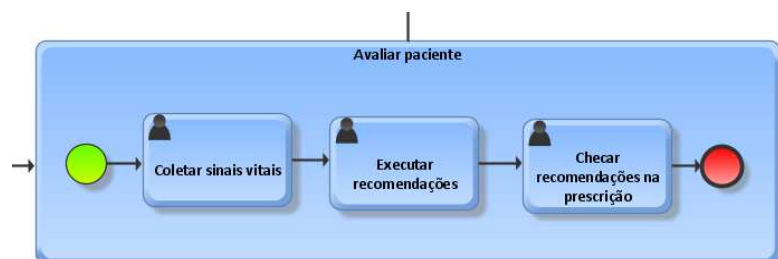 Avaliar paciente
Coletar sinais vitais
Executar
recomendações
Checar
recomendações na
prescrição